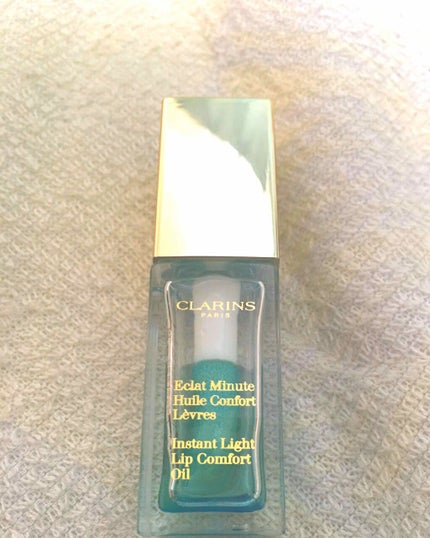 CLARINS
PARIS
Eclat Minute
Huile Confort
Lèvres
Instant Light
Lip Comfort
Oil